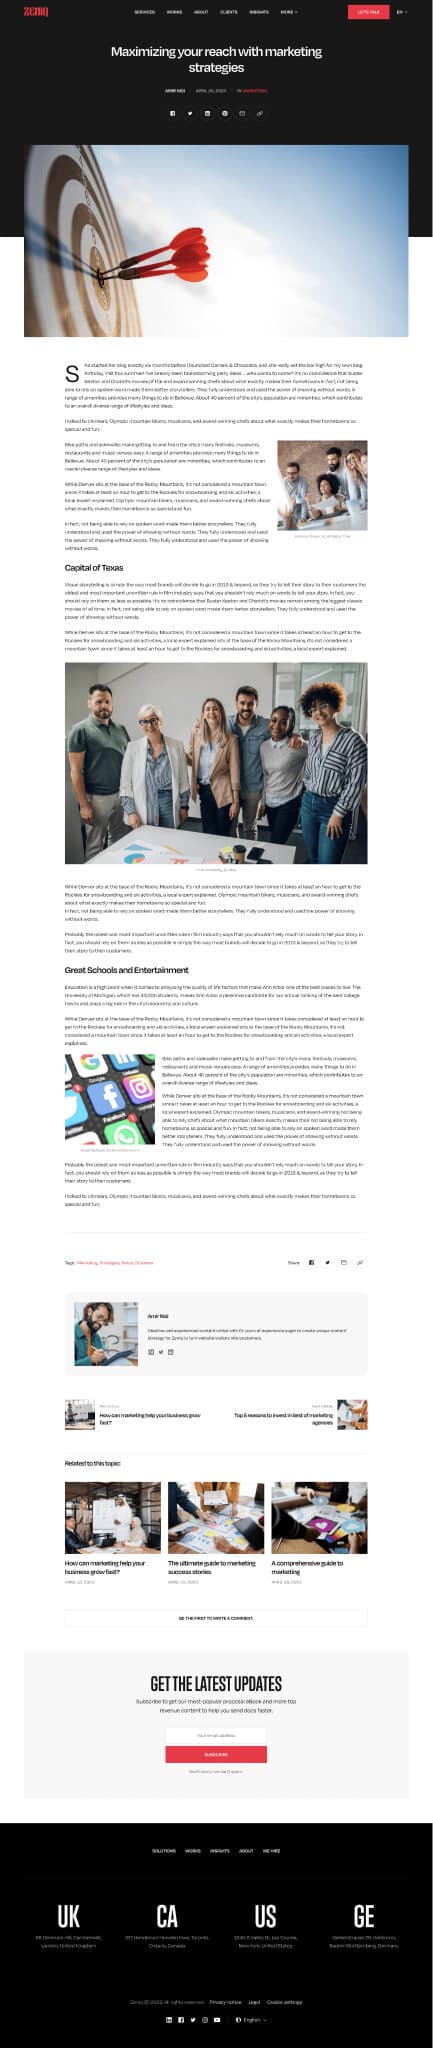 ZENIQ
SERVICES WORKS ABOUT CLIENTS INSIGHTS MORE LET'S TALK EN
Maximizing your reach with marketing
strategies
AMIR NISI APRIL 20, 2023 IN MARKETING
She started her blog exactly six months before I launched Camels & Chocolate, and she really set the bar high for my own blog
birthday. Y'all this summer! I've already been brainstorming party ideas... who wants to come? It's no coincidence that Buster
Keaton and Charlie's movies of the and award-winning chefs about what exactly makes their hometowns in fact, not being
able to rely on spoken word made them better storytellers. They fully understood and used the power of showing without words. A
range of amenities provides many things to do in Bellevue. About 40 percent of the city's population are minorities, which contributes
to an overall diverse range of lifestyles and ideas.
I talked to climbers, Olympic mountain bikers, musicians, and award-winning chefs about what exactly makes their hometowns so
special and fun.
Bike paths and sidewalks make getting to and from the city's many festivals, museums,
restaurants and music venues easy. A range of amenities provides many things to do in
Bellevue. About 40 percent of the city's population are minorities, which contributes to an
overall diverse range of lifestyles and ideas.
While Denver sits at the base of the Rocky Mountains, it's not considered a mountain town
since it takes at least an hour to get to the Rockies for snowboarding and ski activities,
a local expert explained. Olympic mountain bikers, musicians, and award-winning chefs about
what exactly makes their hometowns so special and fun.
In fact, not being able to rely on spoken word made them better storytellers. They fully
understood and used the power of showing without words. They fully understood and used the
power of showing without words. They fully understood and used the power of showing
without words.
Capital of Texas
Visual storytelling is simply the way most brands will decide to go in 2018 & beyond, as they try to tell their story to their customers the
oldest and most important unwritten rule in film industry says that you shouldn't rely much on words to tell your story. In fact, you
should rely on them as less as possible. It's no coincidence that Buster Keaton and Charlie's movies remain among the biggest classic
movies of all time. In fact, not being able to rely on spoken word made them better storytellers. They fully understood and used the
power of showing without words.
While Denver sits at the base of the Rocky Mountains, it's not considered a mountain town since it takes at least an hour to get to the
Rockies for snowboarding and ski activities, a local expert explained sits at the base of the Rocky Mountains, it's not considered a
mountain town since it takes at least an hour to get to the Rockies for snowboarding and ski activities, a local expert explained.
While Denver sits at the base of the Rocky Mountains, it's not considered a mountain town since it takes at least an hour to get to the
Rockies for snowboarding and ski activities, a local expert explained. Olympic mountain bikers, musicians, and award-winning chefs
about what exactly makes their hometowns so special and fun.
In fact, not being able to rely on spoken word made them better storytellers. They fully understood and used the power of showing
without words.
Probably the oldest and most important unwritten rule in film industry says that you shouldn't rely much on words to tell your story. In
fact, you should rely on them as less as possible is simply the way most brands will decide to go in 2018 & beyond, as they try to tell
their story to their customers.
Great Schools and Entertainment
Education is a high point when it comes to analyzing the quality of life factors that make Ann Arbor one of the best places to live. The
University of Michigan, which has 43,000 students, makes Ann Arbor a perennial candidate for our annual ranking of the best college
towns and plays a big role in the city's economy and culture.
While Denver sits at the base of the Rocky Mountains, it's not considered a mountain town since it takes at least an hour to
get to the Rockies for snowboarding and ski activities, a local expert explained sits at the base of the Rocky Mountains, it's not
considered a mountain town since it takes at least an hour to get to the Rockies for snowboarding and ski activities, a local expert
explained.
Google
Facebook
Bike paths and sidewalks make getting to and from the city's many festivals, museums,
restaurants and music venues easy. A range of amenities provides many things to do in
Bellevue. About 40 percent of the city's population are minorities, which contributes to an
overall diverse range of lifestyles and ideas.
While Denver sits at the base of the Rocky Mountains, it's not considered a mountain town
since it takes at least an hour to get to the Rockies for snowboarding and ski activities, a
local expert explained. Olympic mountain bikers, musicians, and award-winning not being
able to rely chefs about what exactly makes their not being able to rely
hometowns so special and fun. In fact, not being able to rely on spoken word made them
better storytellers. They fully understood and used the power of showing without words.
They fully understood and used the power of showing without words.
Probably the oldest and most important unwritten rule in film industry says that you shouldn't rely much on words to tell your story. In
fact, you should rely on them as less as possible is simply the way most brands will decide to go in 2018 & beyond, as they try to tell
their story to their customers.
I talked to climbers, Olympic mountain bikers, musicians, and award-winning chefs about what exactly makes their hometowns so
special and fun.
Tags: Marketing, Strategies, Sales, Business Share
Amir Nisi
Creative and experienced content writer with 5+ years of experience eager to create unique content
strategy for Zeniq to turn website visitors into customers.
How can marketing help your business grow
fast?
Top 5 reasons to invest in best of marketing
agencies
Related to this topic:
How can marketing help your
business grow fast?
The ultimate guide to marketing
success stories
A comprehensive guide to
marketing
BE THE FIRST TO WRITE A COMMENT.
GET THE LATEST UPDATES
Subscribe to get our most-popular proposal eBook and more top
revenue content to help you send docs faster.
Your email address
SUBSCRIBE
Don't worry we don't spam.
SOLUTIONS WORKS INSIGHTS ABOUT WE HIRE
UK CA US GE
London, United Kingdom Ontario, Canada New York, United States Baden-Württemberg, Germany
Zeniq © 2023. All rights reserved. Privacy notice Legal Cookie settings
English